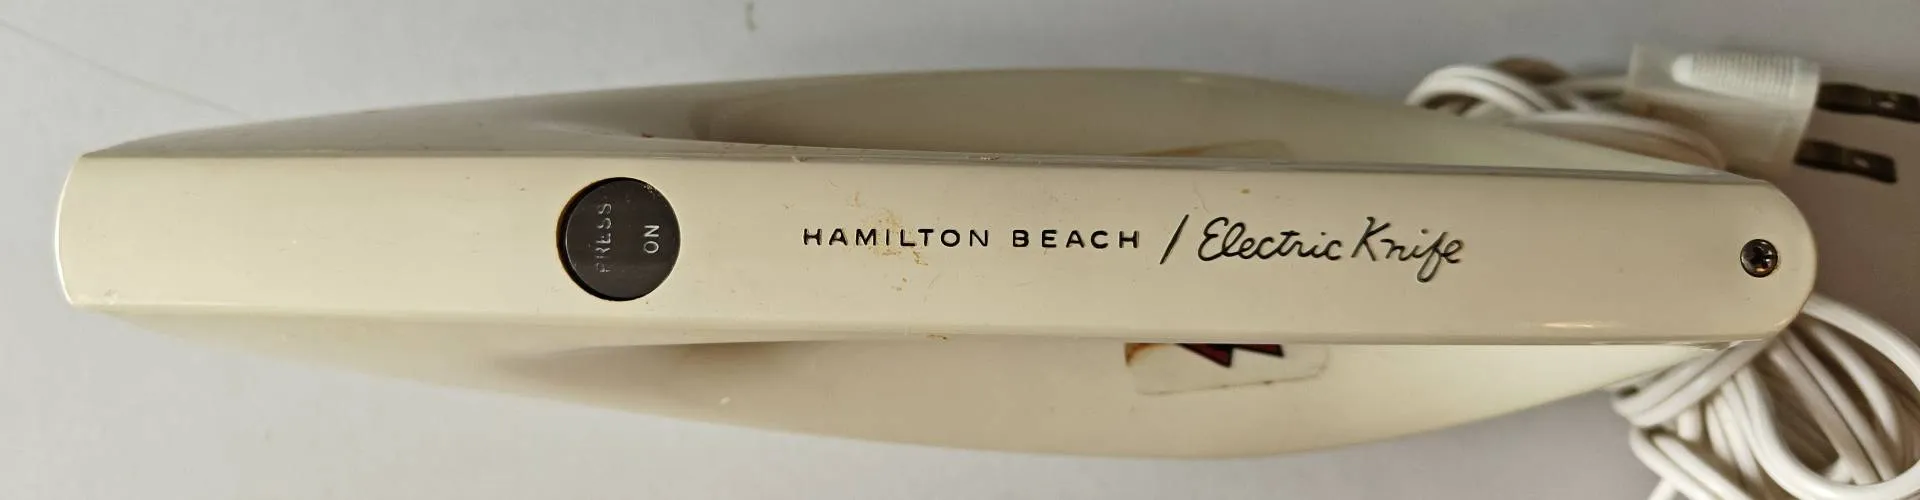 PRESS
ON
HAMILTON BEACH / Electric Knife